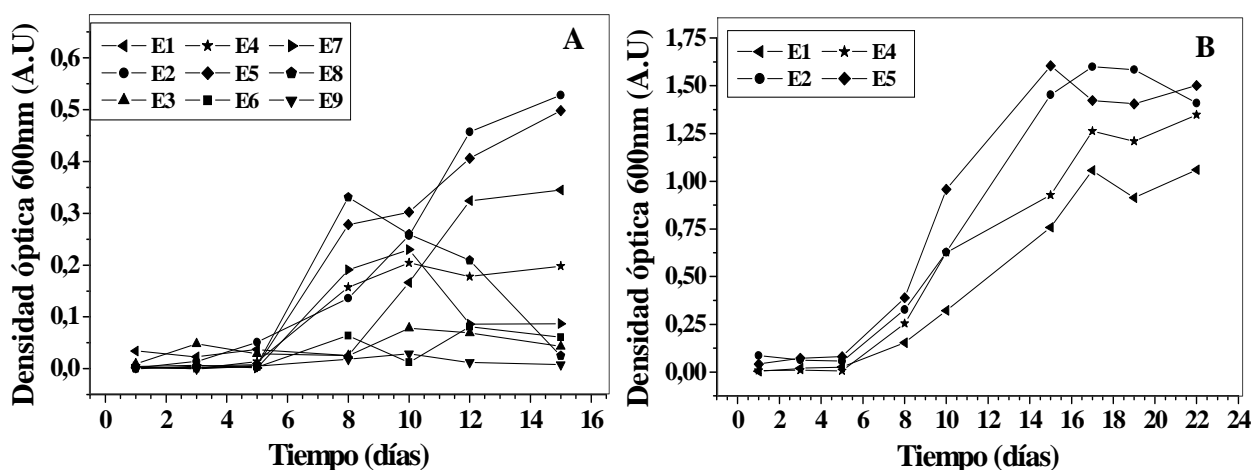 A
E1 E4 E7
E2 E5 E8
E3 E6 E9
Densidad óptica 600nm (A.U)
0,6
0,5
0,4
0,3
0,2
0,1
0,0
0 2 4 6 8 10 12 14 16
Tiempo (días)
B
E1 E4
E2 E5
Densidad óptica 600nm (A.U)
1,75
1,50
1,25
1,00
0,75
0,50
0,25
0,00
0 2 4 6 8 10 12 14 16 18 20 22 24
Tiempo (días)